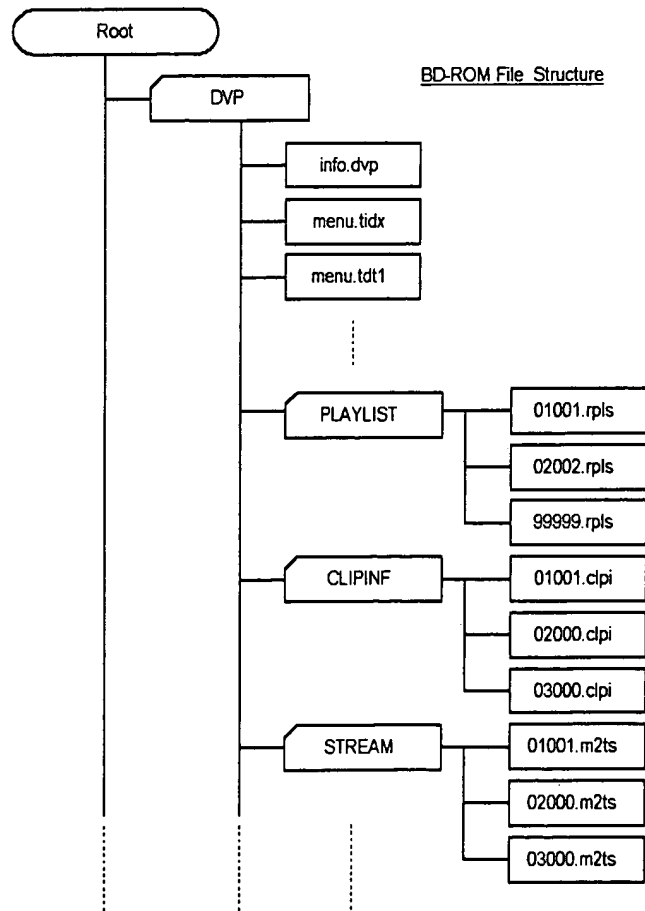 Root
BD-ROM File Structure
DVP
info.dvp
menu.tidx
menu.tdt1
PLAYLIST
01001.rpls
02002.rpls
99999.rpls
CLIPINF
01001.clpi
02000.clpi
03000.clpi
STREAM
01001.m2ts
02000.m2ts
03000.m2ts